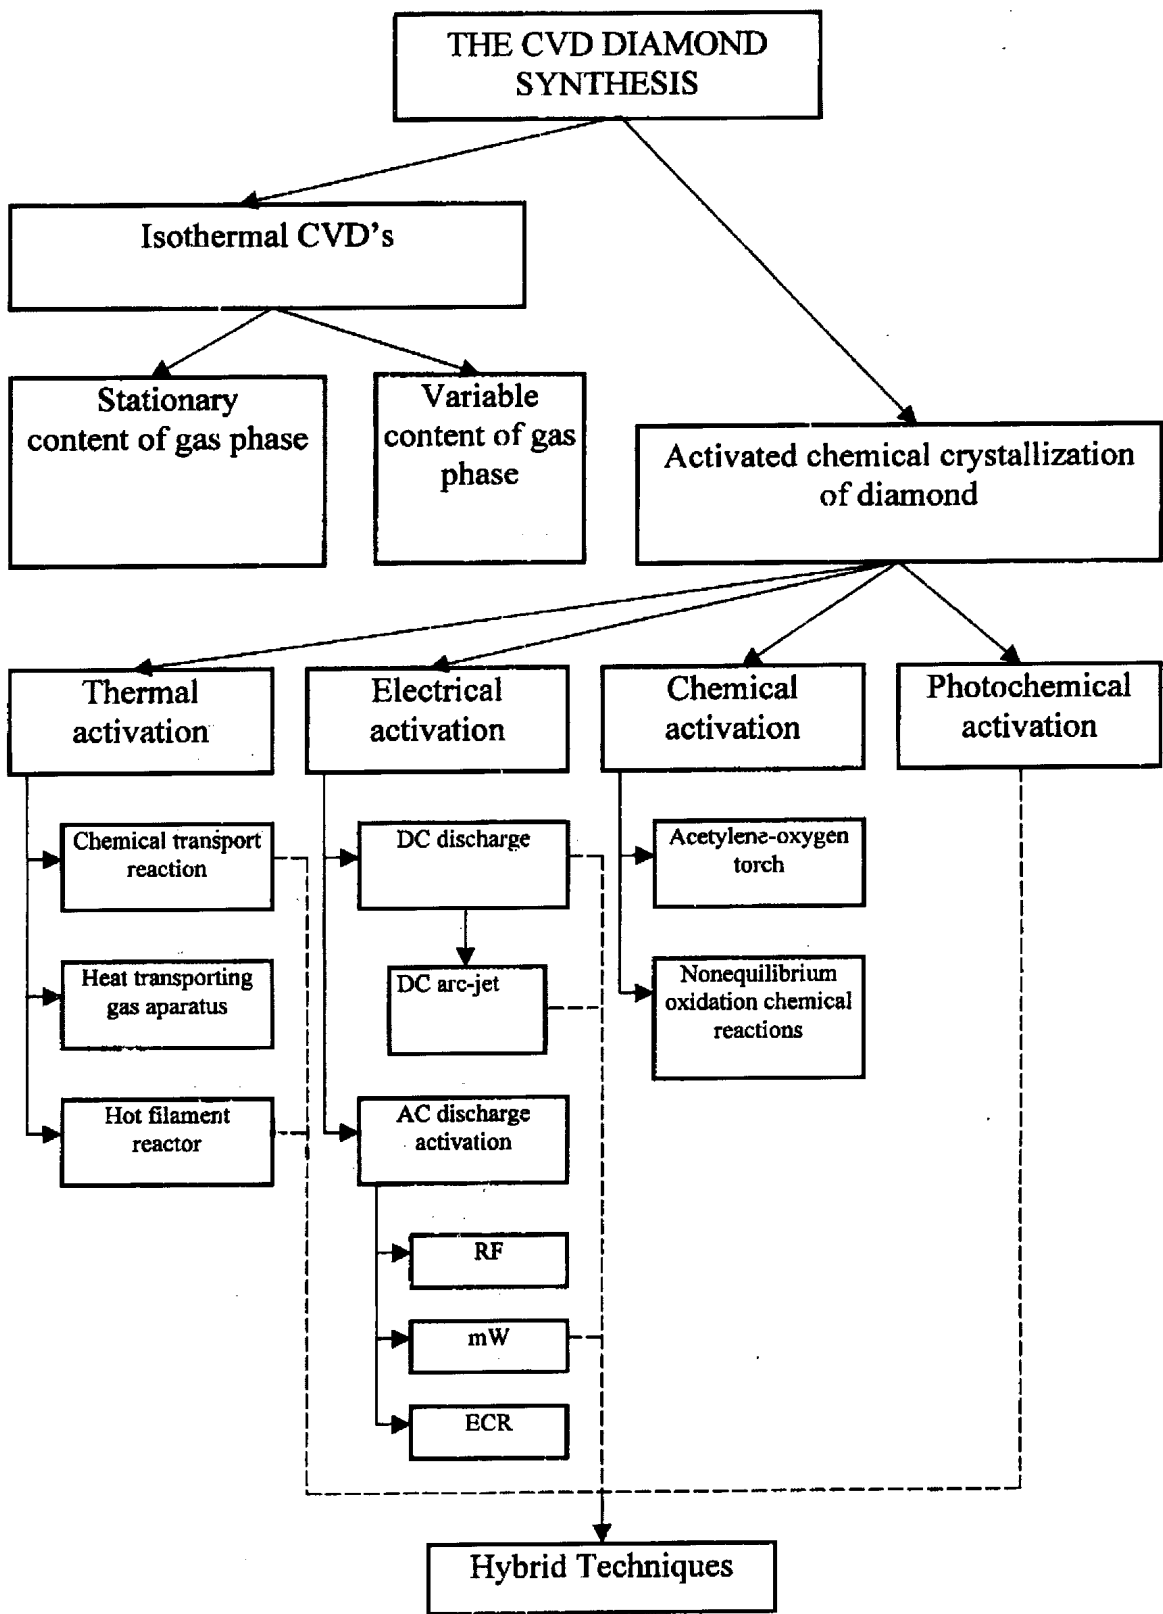 THE CVD DIAMOND
SYNTHESIS
Isothermal CVD's
Stationary
content of gas phase
Variable
content of gas
phase
Activated chemical crystallization
of diamond
Thermal
activation
Electrical
activation
Chemical
activation
Photochemical
activation
Chemical transport
reaction
DC discharge
Acetylene-oxygen
torch
Heat transporting
gas aparatus
DC arc-jet
Nonequilibrium
oxidation chemical
reactions
Hot filament
reactor
AC discharge
activation
RF
mW
ECR
Hybrid Techniques